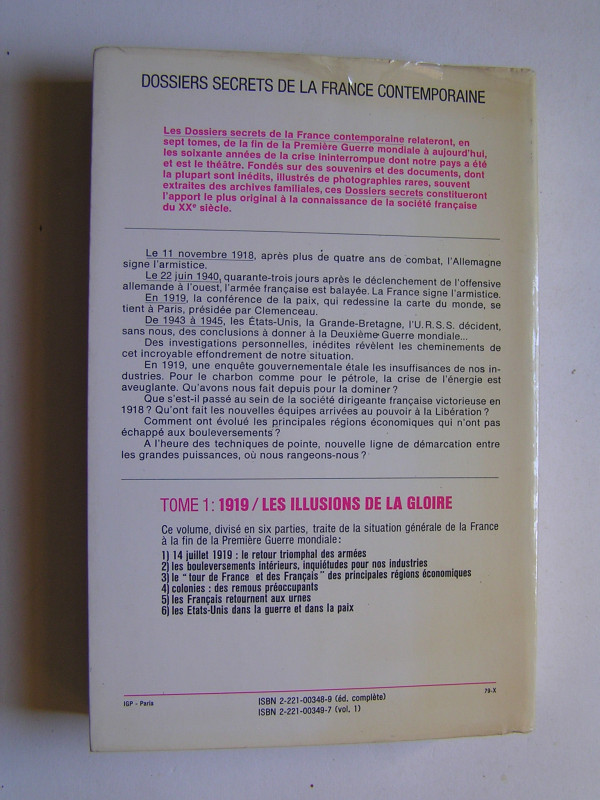 DOSSIERS SECRETS DE LA FRANCE CONTEMPORAINE
Les Dossiers secrets de la France contemporaine relateront, en
sept tomes, de la fin de la Première Guerre mondiale à aujourd'hui,
les soixante années de la crise ininterrompue dont notre pays a été
et est le théâtre. Fondés sur des souvenirs et des documents, dont
la plupart sont inédits, illustrés de photographies rares, souvent
extraites des archives familiales, ces Dossiers secrets constitueront
l'apport le plus original à la connaissance de la société française
du XXe siècle.
Le 11 novembre 1918, après plus de quatre ans de combat, l'Allemagne
signe l'armistice.
Le 22 juin 1940, quarante-trois jours après le déclenchement de l'offensive
allemande à l'ouest, l'armée française est balayée. La France signe l'armistice.
En 1919, la conférence de la paix, qui redessine la carte du monde, se
tient à Paris, présidée par Clemenceau.
De 1943 à 1945, les États-Unis, la Grande-Bretagne, l'U.R.S.S. décident,
sans nous, des conclusions à donner à la Deuxième Guerre mondiale...
Des investigations personnelles, inédites révèlent les cheminements de
cet incroyable effondrement de notre situation.
En 1919, une enquête gouvernementale étale les insuffisances de nos in-
dustries. Pour le charbon comme pour le pétrole, la crise de l'énergie est
aveuglante. Qu'avons nous fait depuis pour la dominer ?
Que s'est-il passé au sein de la société dirigeante française victorieuse en
1918 ? Qu'ont fait les nouvelles équipes arrivées au pouvoir à la Libération ?
Comment ont évolué les principales régions économiques qui n'ont pas
échappé aux bouleversements ?
A l'heure des techniques de pointe, nouvelle ligne de démarcation entre
les grandes puissances, où nous rangeons-nous ?
TOME 1 : 1919 / LES ILLUSIONS DE LA GLOIRE
Ce volume, divisé en six parties, traite de la situation générale de la France
à la fin de la Première Guerre mondiale :
1) 14 juillet 1919 : le retour triomphal des armées
2) les bouleversements intérieurs, inquiétudes pour nos industries
3) le "tour de France et des Français" des principales régions économiques
4) colonies : des remous préoccupants
5) les Français retournent aux urnes
6) les Etats-Unis dans la guerre et dans la paix
IGP - Paris
ISBN 2-221-00348-9 (éd. complète)
ISBN 2-221-00349-7 (vol. 1)
79-X